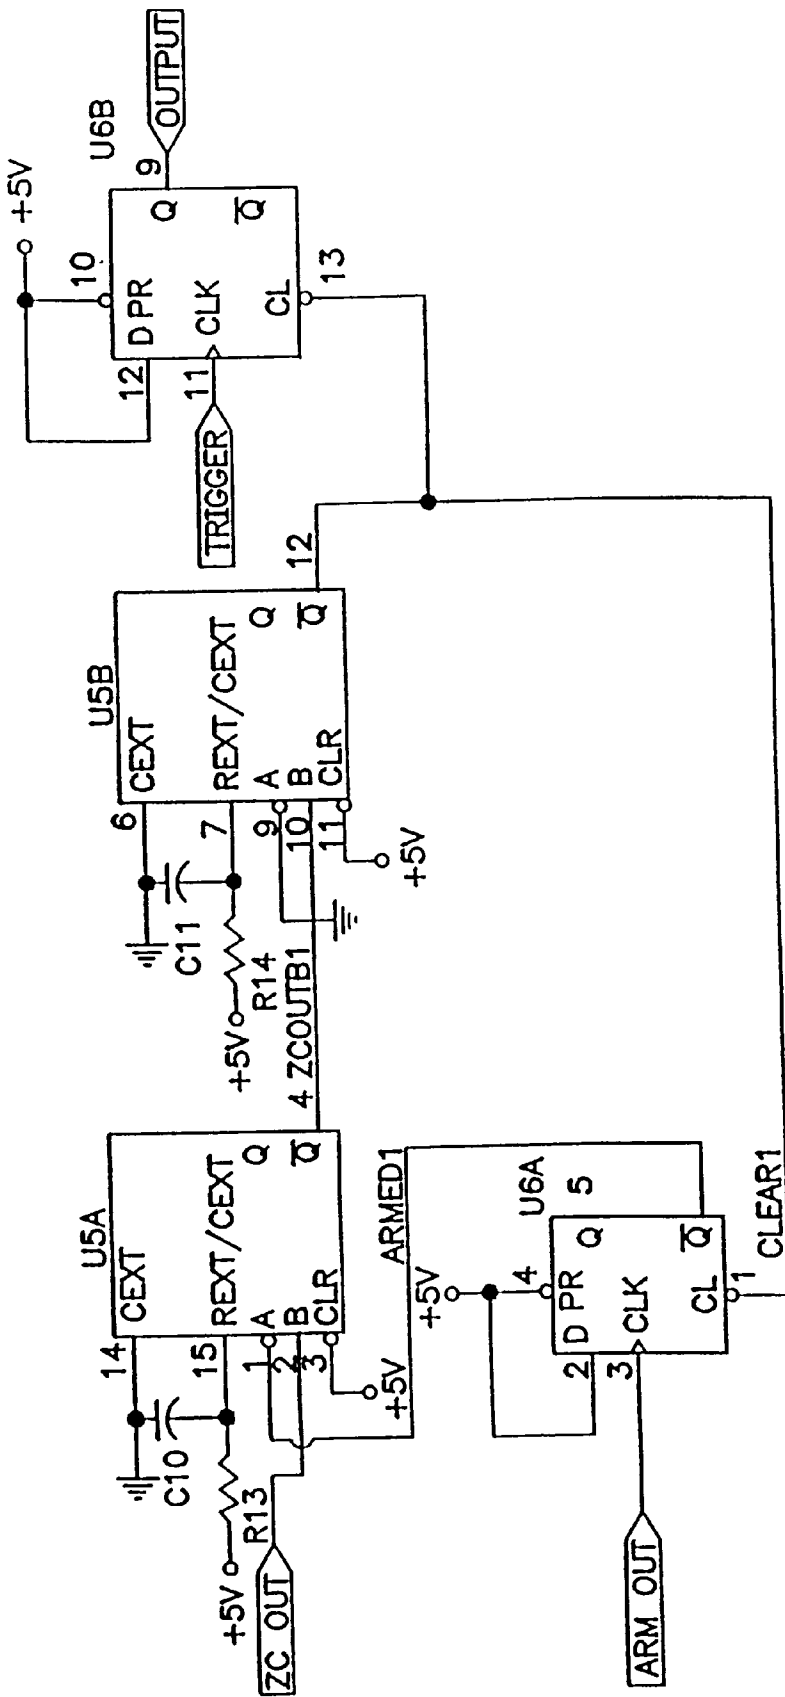 U5A
14
CEXT
15
REXT/CEXT
1
A
Q
2
B
Q
4
3
CLR
C10
R13
+5V
+5V
ZC OUT
ZCOUTB1
U5B
6
CEXT
7
REXT/CEXT
9
A
Q
10
B
Q
12
11
CLR
C11
R14
+5V
+5V
+5V
10
U6B
12
D
PR
Q
9
OUTPUT
11
CLK
Q
TRIGGER
CL
13
ARMED1
+5V
U6A
4
5
2
D
PR
Q
3
CLK
Q
CL
1
CLEAR1
ARM OUT